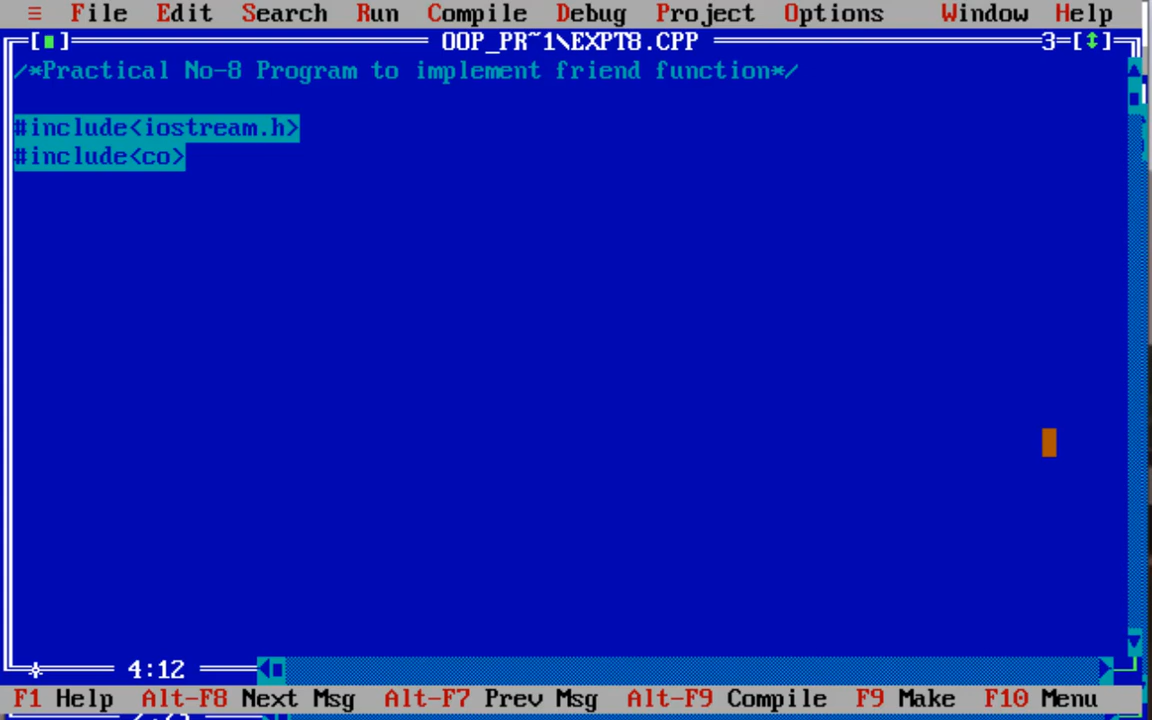 ≡ File Edit Search Run Compile Debug Project Options Window Help
[■] OOP_PR~1\EXPT8.CPP 3=[↕]
/*Practical No-8 Program to implement friend function*/
#include<iostream.h>
#include<co>
4:12
F1 Help Alt-F8 Next Msg Alt-F7 Prev Msg Alt-F9 Compile F9 Make F10 Menu